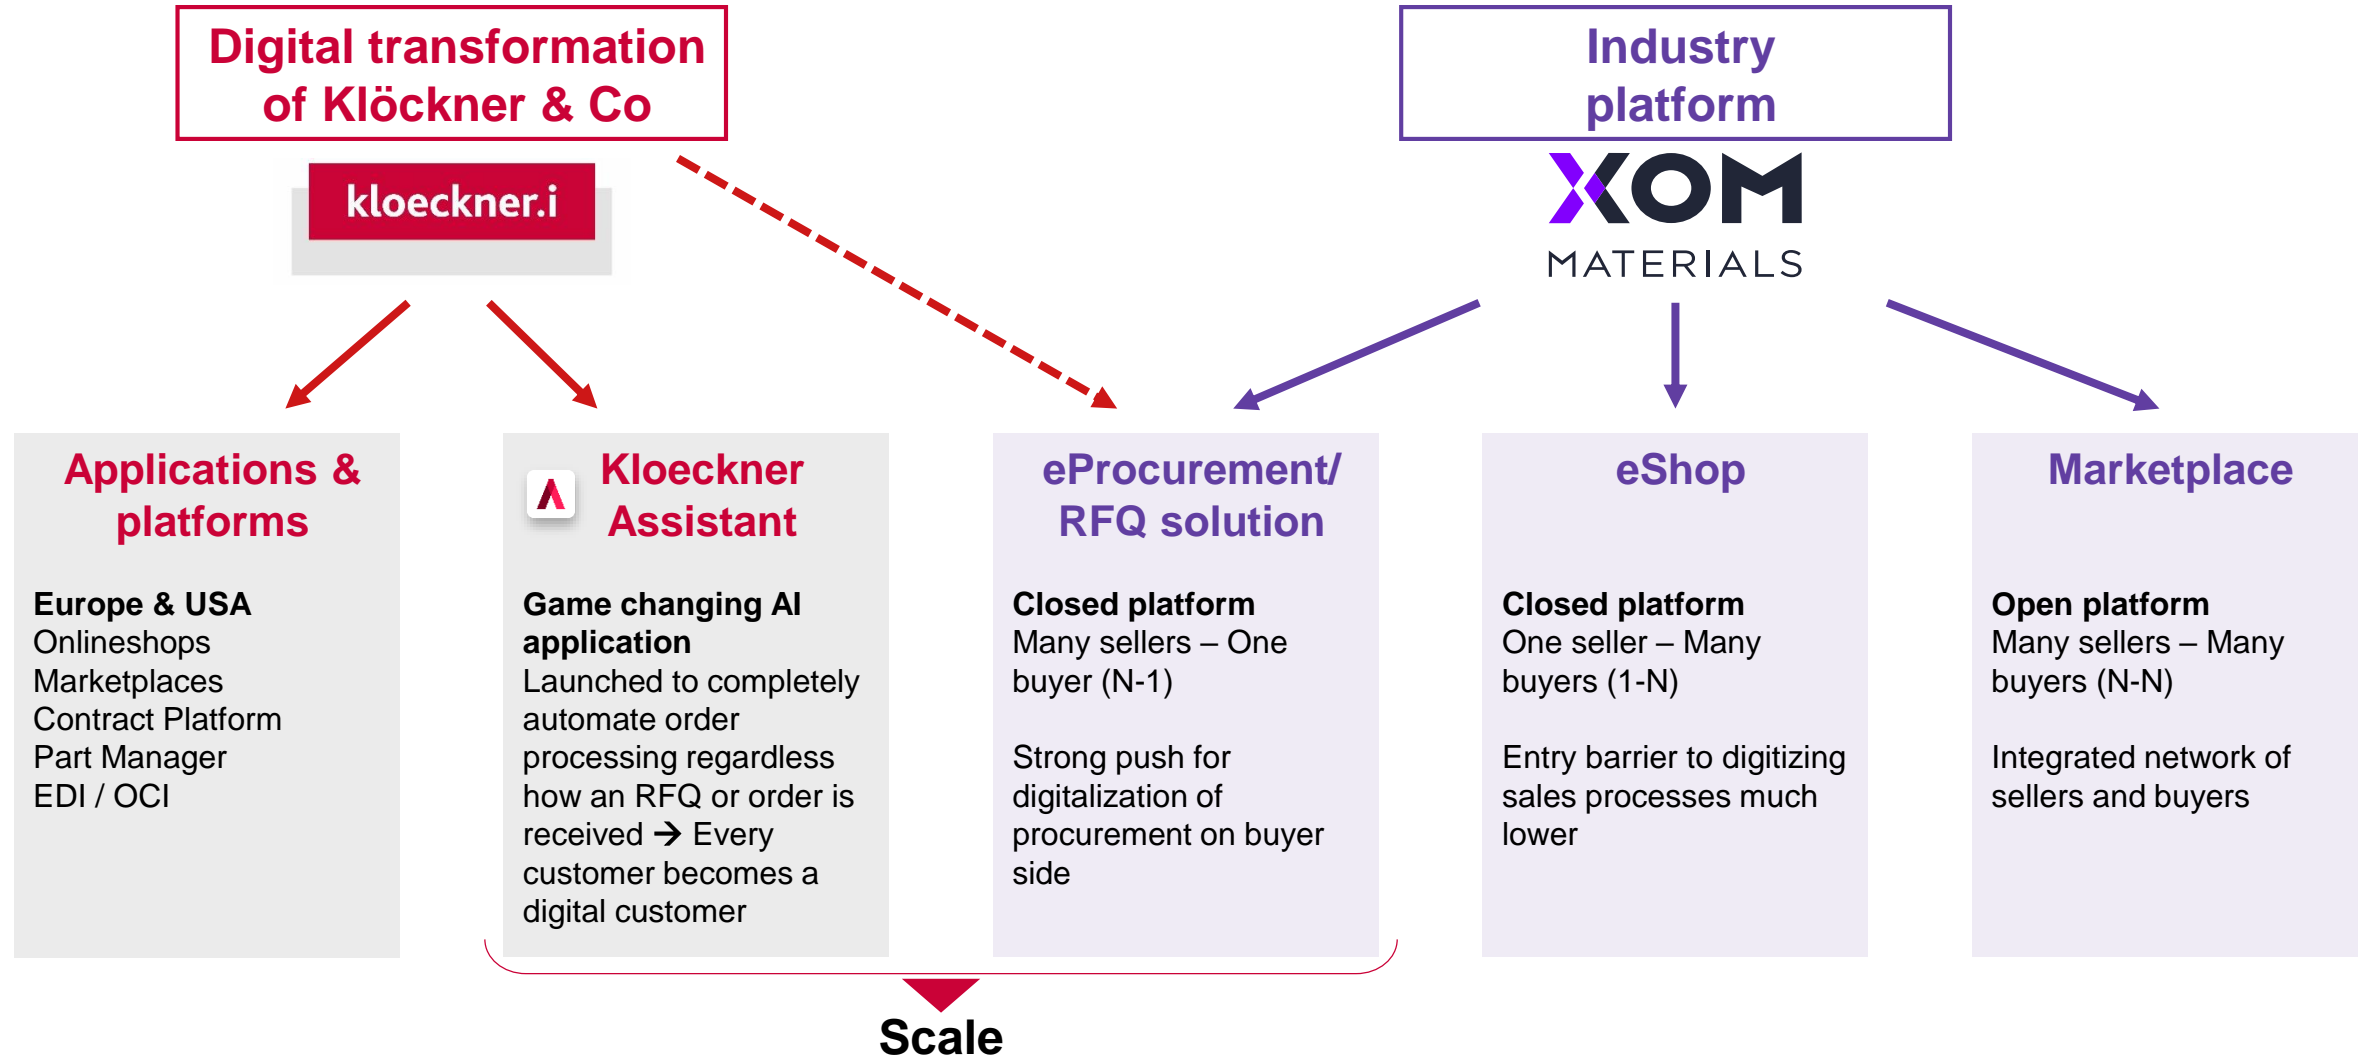 Digital transformation
of Klöckner & Co
kloeckner.i
Industry
platform
XOM
MATERIALS
Applications &
platforms
Europe & USA
Onlineshops
Marketplaces
Contract Platform
Part Manager
EDI / OCI
Kloeckner
Assistant
Game changing AI
application
Launched to completely
automate order
processing regardless
how an RFQ or order is
received → Every
customer becomes a
digital customer
eProcurement/
RFQ solution
Closed platform
Many sellers – One
buyer (N-1)
Strong push for
digitalization of
procurement on buyer
side
eShop
Closed platform
One seller – Many
buyers (1-N)
Entry barrier to digitizing
sales processes much
lower
Marketplace
Open platform
Many sellers – Many
buyers (N-N)
Integrated network of
sellers and buyers
Scale